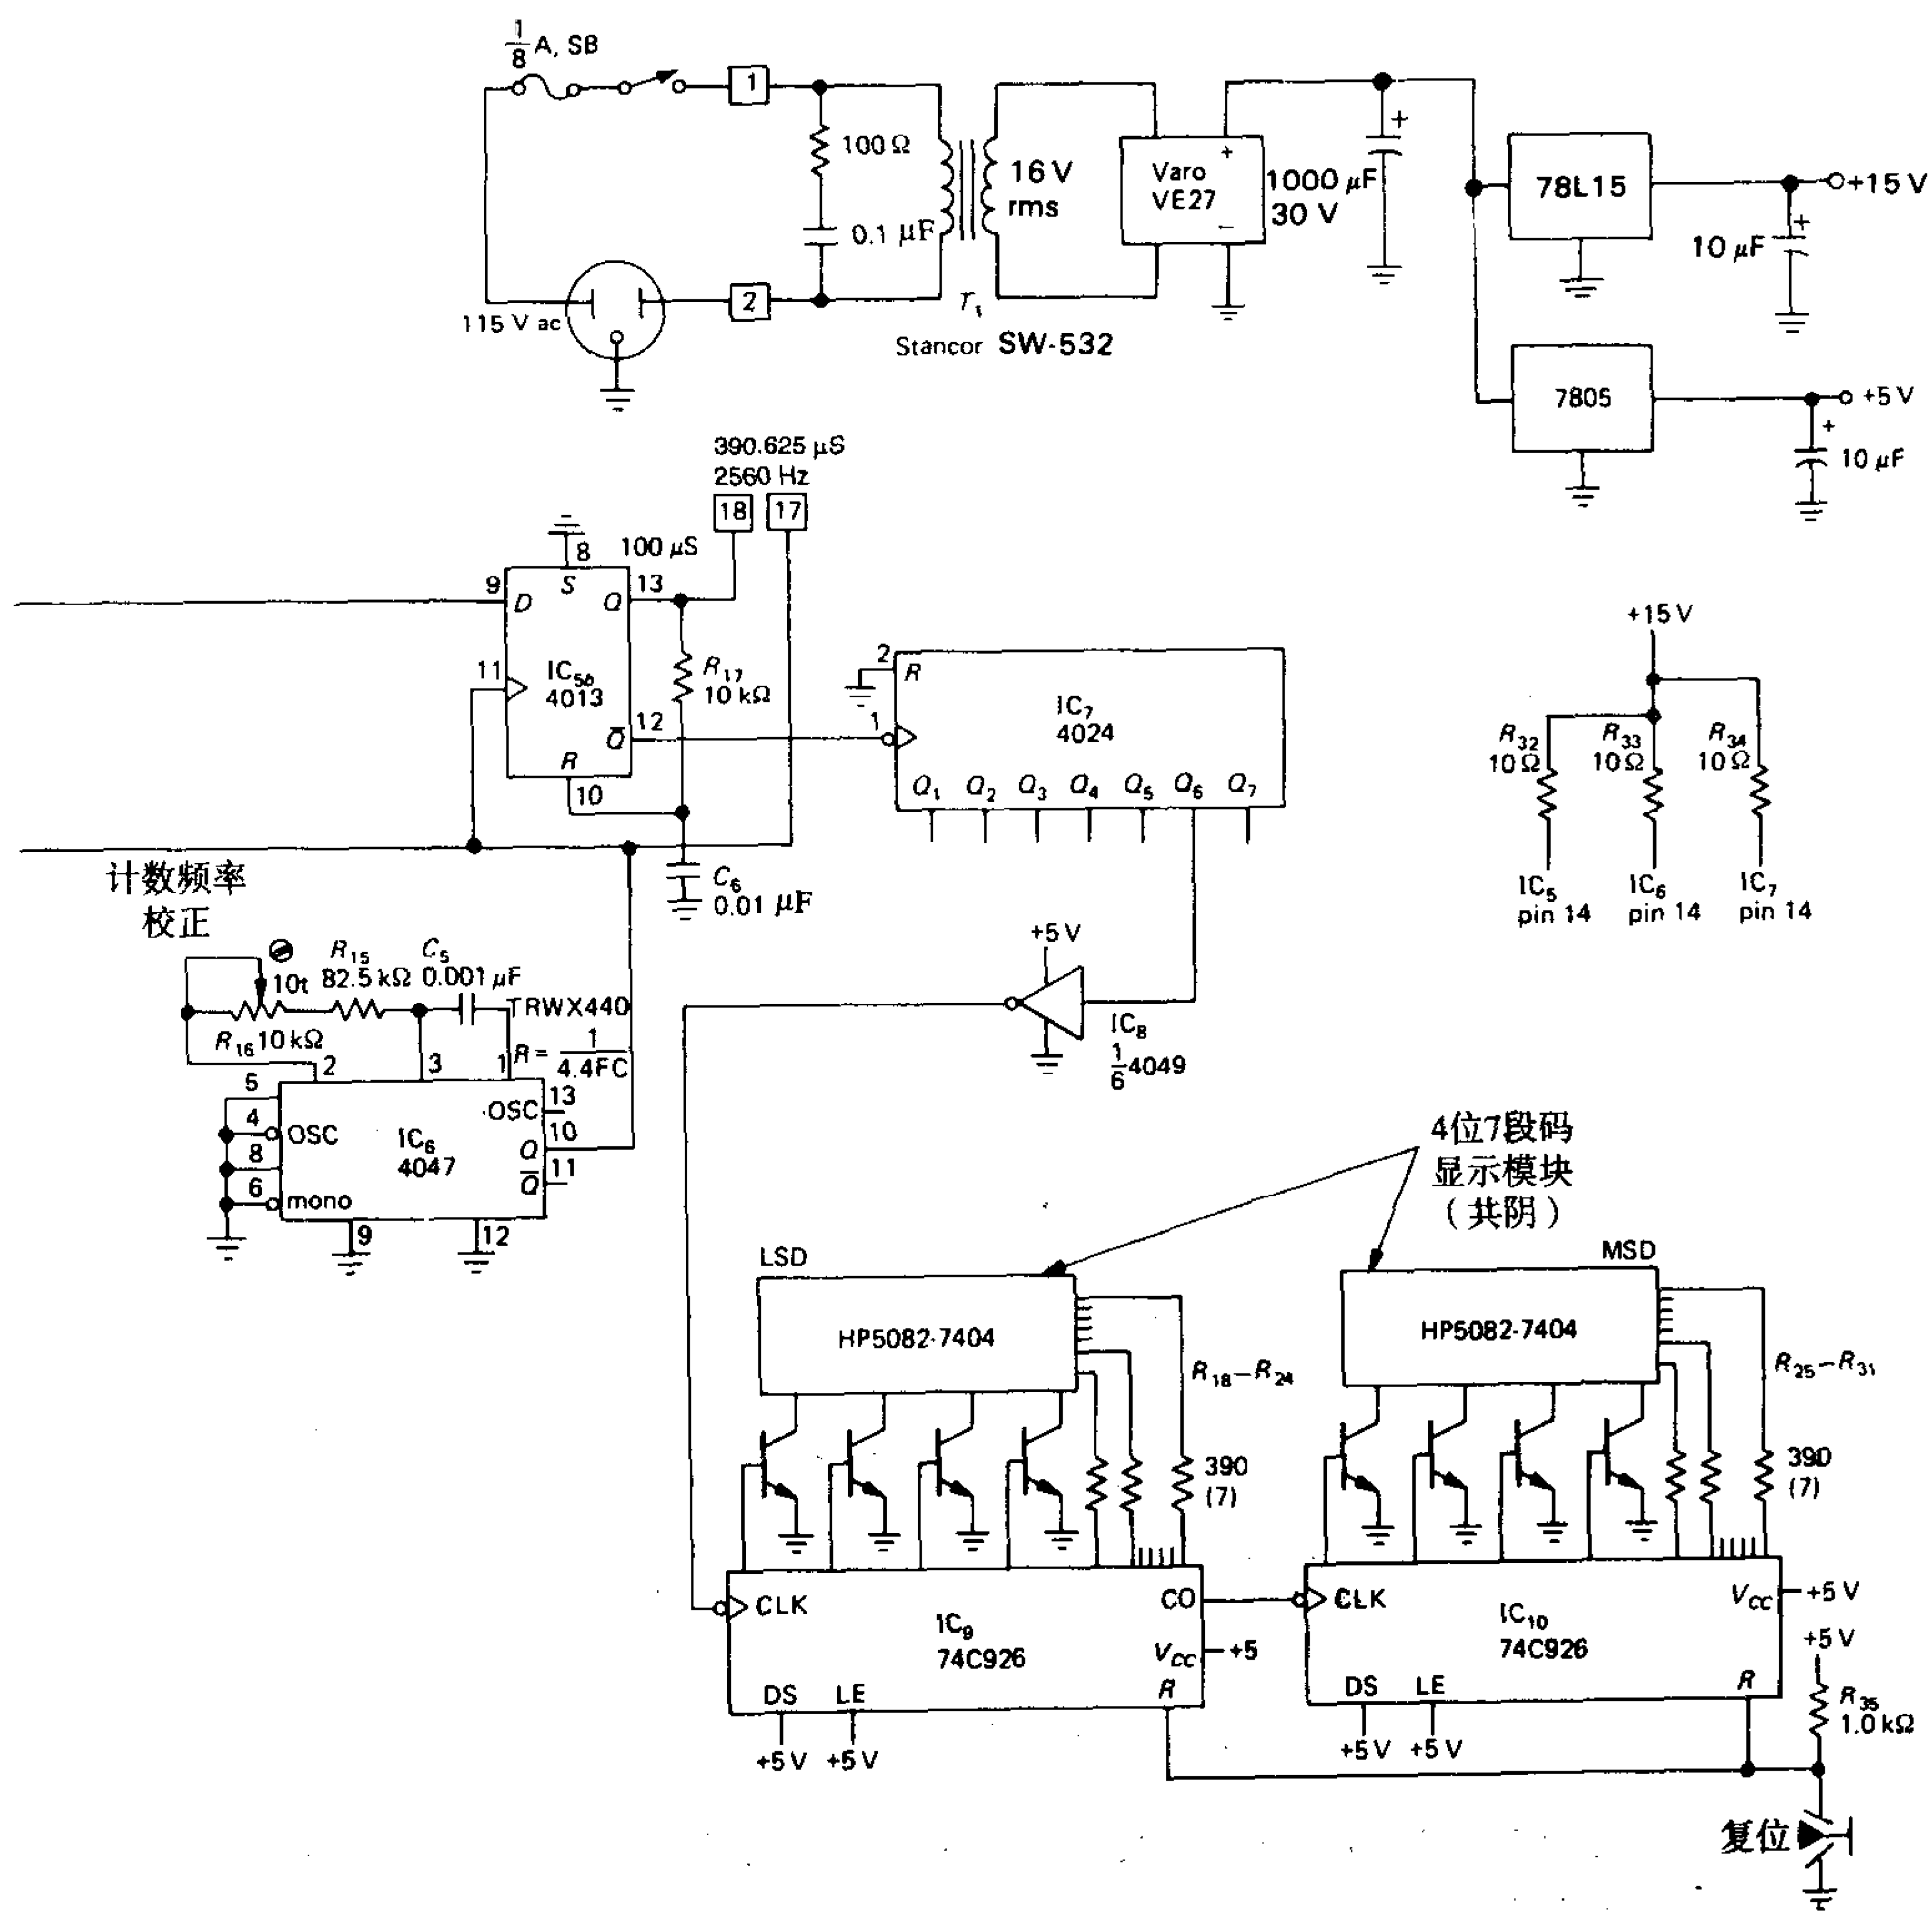 1/8 A, SB
1
100 Ω
0.1 μF
115 V ac
2
16 V
rms
T₁
Stancor SW-532
Varo
VE27
+
−
+
1000 μF
30 V
78L15
+15 V
+
10 μF
7805
+5 V
+
10 μF
390.625 μS
2560 Hz
18
17
100 μS
8
9
D
S
Q
13
11
IC5b
4013
12
Q̅
R
10
R17
10 kΩ
C6
0.01 μF
2
R
1
IC7
4024
Q1 Q2 Q3 Q4 Q5 Q6 Q7
+15 V
R32
10 Ω
R33
10 Ω
R34
10 Ω
IC5
pin 14
IC6
pin 14
IC7
pin 14
计数频率
校正
10t
R15
82.5 kΩ
C5
0.001 μF
TRWX440
R16 10 kΩ
R = 1/4.4FC
2
3
1
5
4
OSC
8
6
mono
IC6
4047
OSC
13
10
Q
11
Q̅
9
12
+5 V
IC8
1/6 4049
4位7段码
显示模块
（共阴）
LSD
HP5082-7404
R18–R24
390
(7)
MSD
HP5082-7404
R25–R31
390
(7)
CLK
IC9
74C926
CO
VCC
+5
DS
LE
R
+5 V
+5 V
CLK
IC10
74C926
VCC
+5 V
DS
LE
R
+5 V
+5 V
+5 V
R35
1.0 kΩ
复位